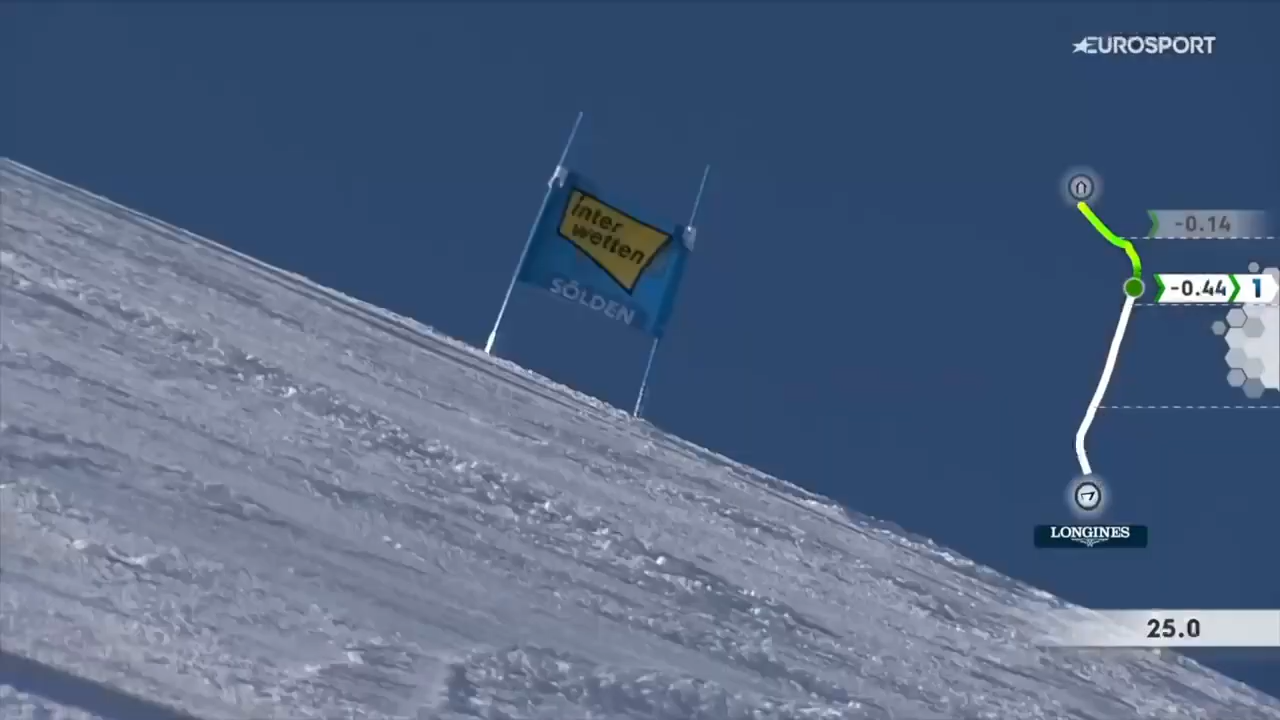 EUROSPORT
inter
wetten
SÖLDEN
-0.14
-0.44 1
LONGINES
25.0